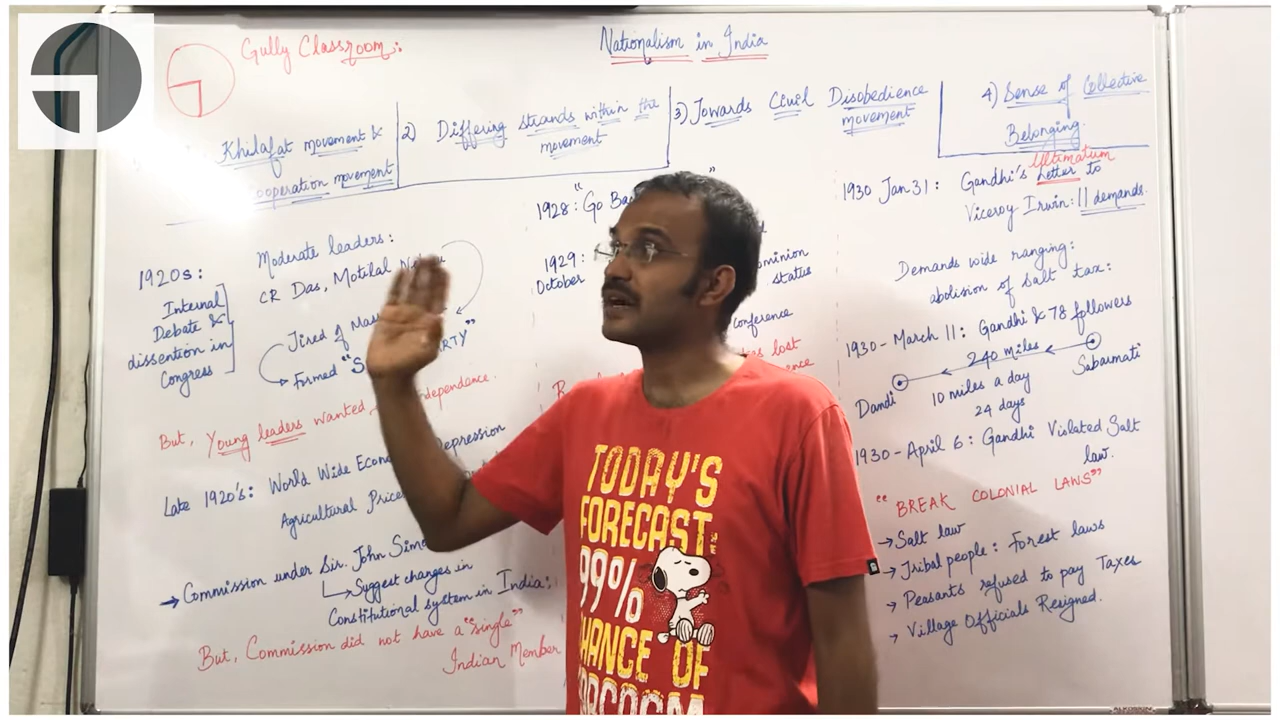 Gully Classroom:
Nationalism in India
Khilafat movement &
movement
2) Differing strands within the
movement
3) Towards Civil Disobedience
movement
4) Sense of Collective
Belonging.
1920s:
Internal
Debate &
dissention in
Congress
Moderate leaders:
CR Das, Motilal
Tired of
Formed "S
But, Young leaders wanted
independence.
Late 1920's: World Wide
Depression
Agricultural
→ Commission under Sir. John
Suggest changes in
Constitutional system in India;
But, Commission did not have a "single"
Indian Member
1928: "Go
1929:
October
status
lost
1930 Jan 31: Gandhi's Letter to
Ultimatum
Viceroy Irwin: 11 demands.
Demands wide ranging:
abolision of salt tax:
1930 - March 11: Gandhi & 78 followers
240 miles
Sabarmati
Dandi
10 miles a day
24 days
1930 - April 6: Gandhi Violated Salt
law.
"BREAK COLONIAL LAWS"
→ Salt law
→ Tribal people: Forest laws
→ Peasants refused to pay Taxes
→ Village Officials Resigned.
TODAY'S
FORECAST
99%
CHANCE OF